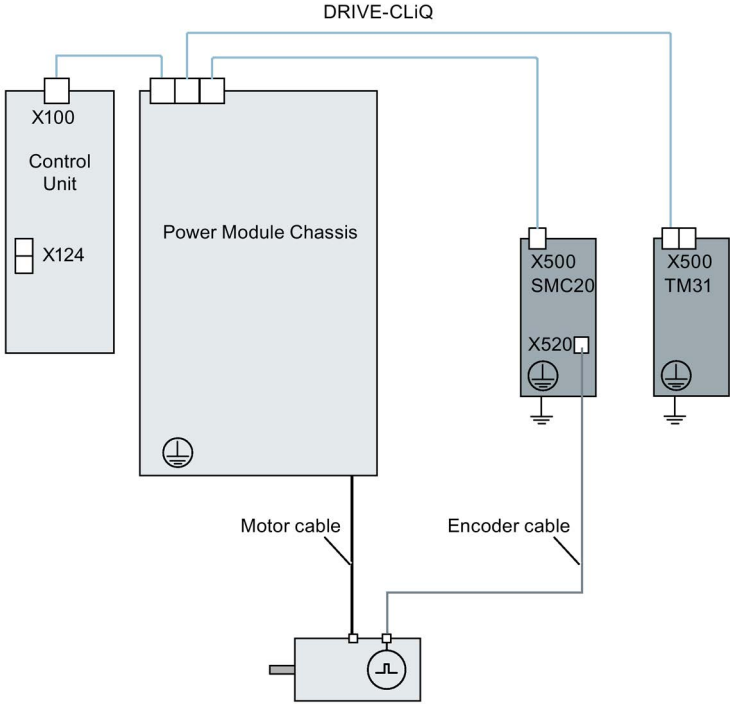 DRIVE-CLiQ
X100
Control
Unit
X124
Power Module Chassis
X500
SMC20
X520
X500
TM31
Motor cable
Encoder cable